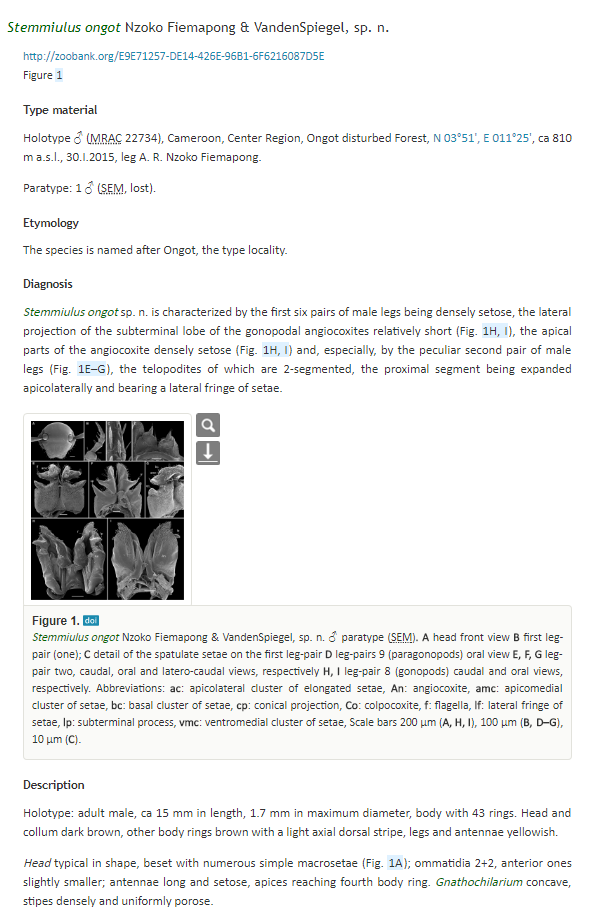 Stemmiulus ongot Nzoko Fiemapong & VandenSpiegel, sp. n.
http://zoobank.org/E9E71257-DE14-426E-96B1-6F6216087D5E
Figure 1
Type material
Holotype ♂ (MRAC 22734), Cameroon, Center Region, Ongot disturbed Forest, N 03°51', E 011°25', ca 810
m a.s.l., 30.I.2015, leg A. R. Nzoko Fiemapong.
Paratype: 1 ♂ (SEM, lost).
Etymology
The species is named after Ongot, the type locality.
Diagnosis
Stemmiulus ongot sp. n. is characterized by the first six pairs of male legs being densely setose, the lateral
projection of the subterminal lobe of the gonopodal angiocoxites relatively short (Fig. 1H, I), the apical
parts of the angiocoxite densely setose (Fig. 1H, I) and, especially, by the peculiar second pair of male
legs (Fig. 1E–G), the telopodites of which are 2-segmented, the proximal segment being expanded
apicolaterally and bearing a lateral fringe of setae.
Figure 1. doi
Stemmiulus ongot Nzoko Fiemapong & VandenSpiegel, sp. n. ♂ paratype (SEM). A head front view B first leg-
pair (one); C detail of the spatulate setae on the first leg-pair D leg-pairs 9 (paragonopods) oral view E, F, G leg-
pair two, caudal, oral and latero-caudal views, respectively H, I leg-pair 8 (gonopods) caudal and oral views,
respectively. Abbreviations: ac: apicolateral cluster of elongated setae, An: angiocoxite, amc: apicomedial
cluster of setae, bc: basal cluster of setae, cp: conical projection, Co: colpocoxite, f: flagella, lf: lateral fringe of
setae, lp: subterminal process, vmc: ventromedial cluster of setae, Scale bars 200 μm (A, H, I), 100 μm (B, D–G),
10 μm (C).
Description
Holotype: adult male, ca 15 mm in length, 1.7 mm in maximum diameter, body with 43 rings. Head and
collum dark brown, other body rings brown with a light axial dorsal stripe, legs and antennae yellowish.
Head typical in shape, beset with numerous simple macrosetae (Fig. 1A); ommatidia 2+2, anterior ones
slightly smaller; antennae long and setose, apices reaching fourth body ring. Gnathochilarium concave,
stipes densely and uniformly porose.